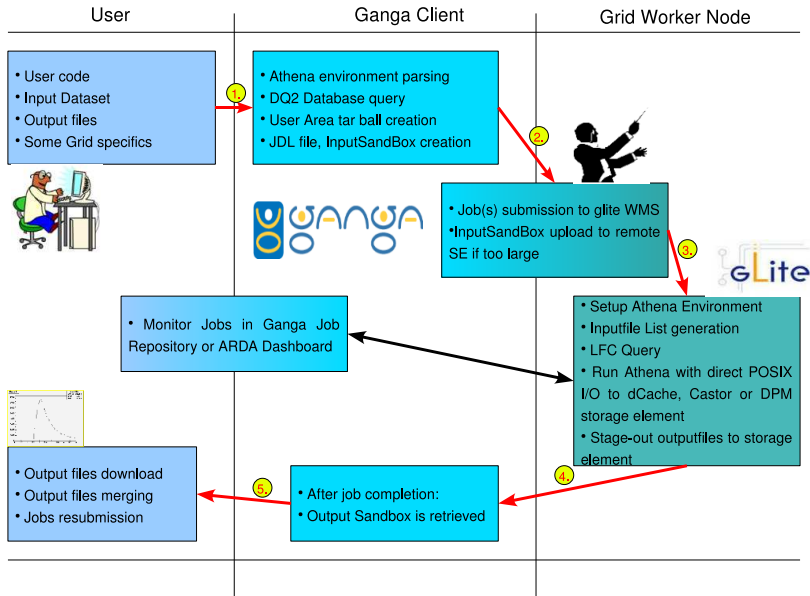 User
Ganga Client
Grid Worker Node
• User code
• Input Dataset
• Output files
• Some Grid specifics
1.
• Athena environment parsing
• DQ2 Database query
• User Area tar ball creation
• JDL file, InputSandBox creation
2.
ganga
• Job(s) submission to glite WMS
•InputSandBox upload to remote
SE if too large
3.
gLite
• Monitor Jobs in Ganga Job
Repository or ARDA Dashboard
• Setup Athena Environment
• Inputfile List generation
• LFC Query
• Run Athena with direct POSIX
I/O to dCache, Castor or DPM
storage element
• Stage-out outputfiles to storage
element
4.
• After job completion:
• Output Sandbox is retrieved
5.
• Output files download
• Output files merging
• Jobs resubmission